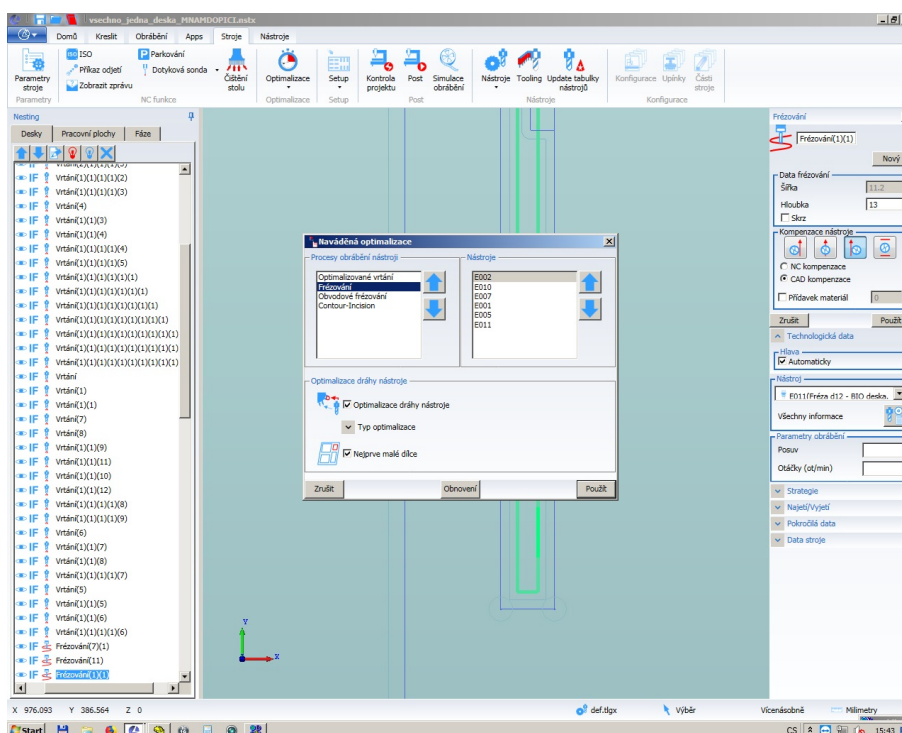 vsechno_jedna_deska_MNAMDOPICI.nstx
Domů Kreslit Obrábění Apps Stroje Nástroje
Parametry stroje
ISO
Příkaz odjetí
Zobrazit zprávu
Parkování
Dotyková sonda
Čištění stolu
Optimalizace
Setup
Kontrola projektu
Post
Simulace obrábění
Nástroje
Tooling
Update tabulky nástrojů
Konfigurace
Upínky
Části stroje
Parametry NC funkce Optimalizace Setup Post Nástroje Konfigurace
Nesting
Desky Pracovní plochy Fáze
Vrtání(1)(1)(1)(2)
Vrtání(1)(1)(1)(3)
Vrtání(4)
Vrtání(1)(1)(3)
Vrtání(1)(1)(4)
Vrtání(1)(1)(1)(4)
Vrtání(1)(1)(1)(5)
Vrtání(1)(1)(1)(1)(1)
Vrtání(1)(1)(1)(1)(1)(1)
Vrtání(1)(1)(1)(1)(1)(1)
Vrtání(1)(1)(1)(1)(1)(1)(1)
Vrtání(1)(1)(1)(1)(1)(1)(1)(1)
Vrtání(1)(1)(1)(1)(1)(1)(1)(1)
Vrtání(1)(1)(1)(1)(1)(1)(1)(1)
Vrtání
Vrtání(1)
Vrtání(1)(1)
Vrtání(7)
Vrtání(8)
Vrtání(1)(1)(9)
Vrtání(1)(1)(11)
Vrtání(1)(1)(10)
Vrtání(1)(1)(12)
Vrtání(1)(1)(1)(8)
Vrtání(1)(1)(1)(9)
Vrtání(6)
Vrtání(1)(1)(7)
Vrtání(1)(1)(8)
Vrtání(1)(1)(1)(7)
Vrtání(5)
Vrtání(1)(1)(5)
Vrtání(1)(1)(6)
Vrtání(1)(1)(1)(6)
Frézování(7)(1)
Frézování(11)
Frézování(1)(1)
Naváděná optimalizace
Procesy obrábění nástroji
Optimalizované vrtání
Frézování
Obvodové frézování
Contour-Incision
Nástroje
E002
E010
E007
E001
E005
E011
Optimalizace dráhy nástroje
Optimalizace dráhy nástroje
Typ optimalizace
Nejprve malé dílce
Zrušit Obnovení Použít
Y
X
Frézování
Frézování(1)(1)
Nový
Data frézování
Šířka 11.2
Hloubka 13
Skrz
Kompenzace nástroje
NC kompenzace
CAD kompenzace
Přídavek materiál 0
Zrušit Použít
Technologická data
Hlava
Automaticky
Nástroj
E011(Fréza d12 - BIO deska,
Všechny informace
Parametry obrábění
Posuv
Otáčky (ot/min)
Strategie
Najetí/Vyjetí
Pokročilá data
Data stroje
X 976.093 Y 386.564 Z 0 def.tlgx Výběr Vícenásobně Milimetry
Start CS 15:43